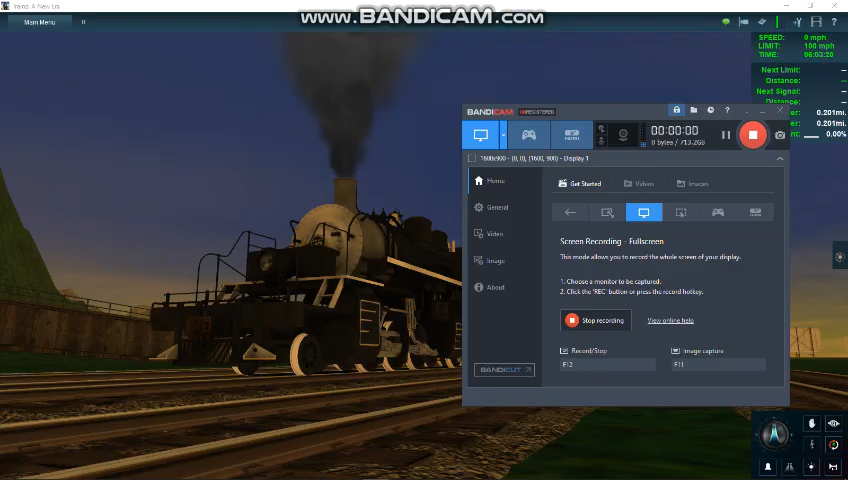 Trainz: A New Era
www.BANDICAM.com
Main Menu
SPEED: 0 mph
LIMIT: 100 mph
TIME: 06:03:20
Next Limit: --
Distance: --
Next Signal: --
Distance: --
0.201mi.
0.201mi.
0.00%
BANDICAM UNREGISTERED
HDMI
00:00:00
0 bytes / 713.2GB
1600x900 - (0, 0), (1600, 900) - Display 1
Home
General
Video
Image
About
BANDICUT
Get Started
Videos
Images
HDMI
Screen Recording - Fullscreen
This mode allows you to record the whole screen of your display.
1. Choose a monitor to be captured.
2. Click the 'REC' button or press the record hotkey.
Stop recording
View online help
Record/Stop
Image capture
F12
F11